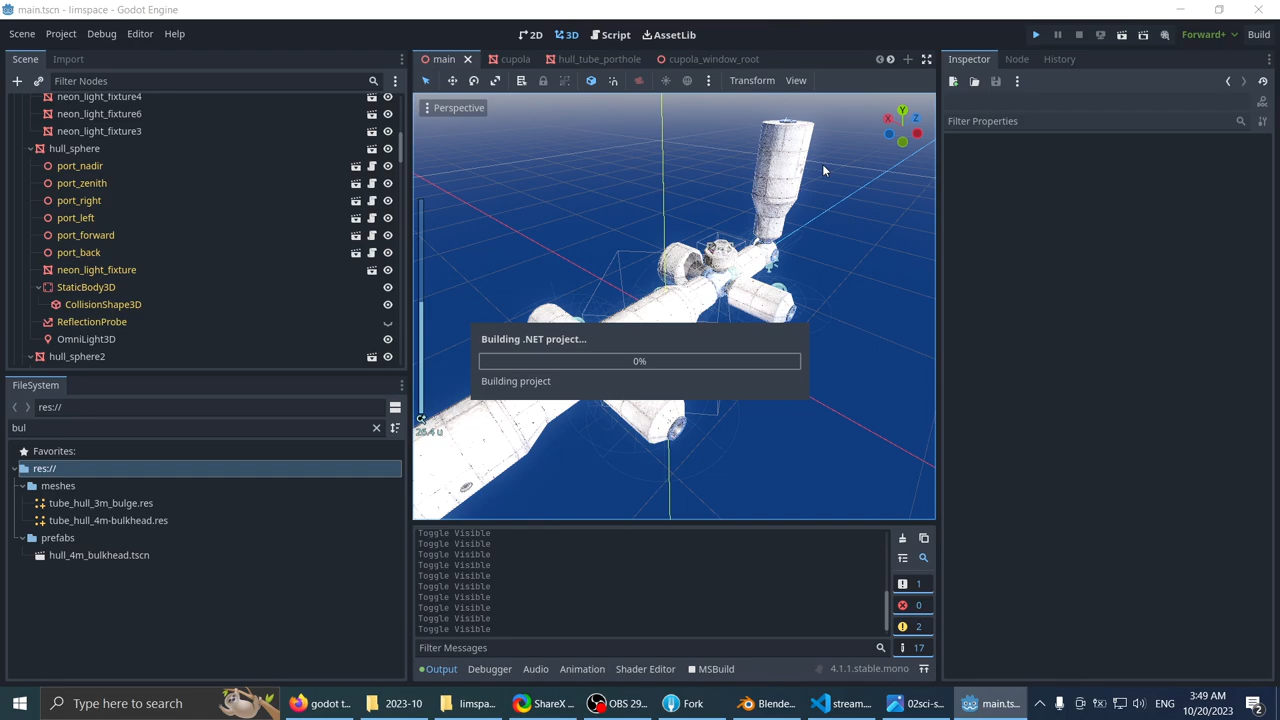 main.tscn - limspace - Godot Engine
Scene Project Debug Editor Help
2D 3D Script AssetLib
Forward+ Build
Scene Import
Filter Nodes
neon_light_fixture4
neon_light_fixture6
neon_light_fixture3
hull_sphere
port_nadir
port_zenith
port_right
port_left
port_forward
port_back
neon_light_fixture
StaticBody3D
CollisionShape3D
ReflectionProbe
OmniLight3D
hull_sphere2
FileSystem
res://
bul
Favorites:
res://
meshes
tube_hull_3m_bulge.res
tube_hull_4m-bulkhead.res
prefabs
hull_4m_bulkhead.tscn
main cupola hull_tube_porthole cupola_window_root
Transform View
Perspective
Y
X
Z
Building .NET project...
0%
Building project
26.4 u
Toggle Visible
Toggle Visible
Toggle Visible
Toggle Visible
Toggle Visible
Toggle Visible
Toggle Visible
Toggle Visible
Toggle Visible
Toggle Visible
1
0
2
17
Filter Messages
Output Debugger Audio Animation Shader Editor MSBuild
4.1.1.stable.mono
Inspector Node History
Filter Properties
Type here to search
godot t...
2023-10
limspa...
ShareX ...
OBS 29...
Fork
Blende...
stream....
02sci-s...
main.ts...
ENG
3:49 AM
10/20/2023
2